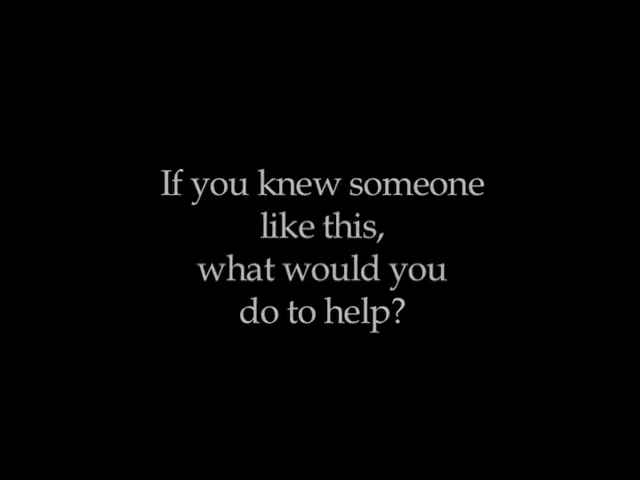 If you knew someone
like this,
what would you
do to help?